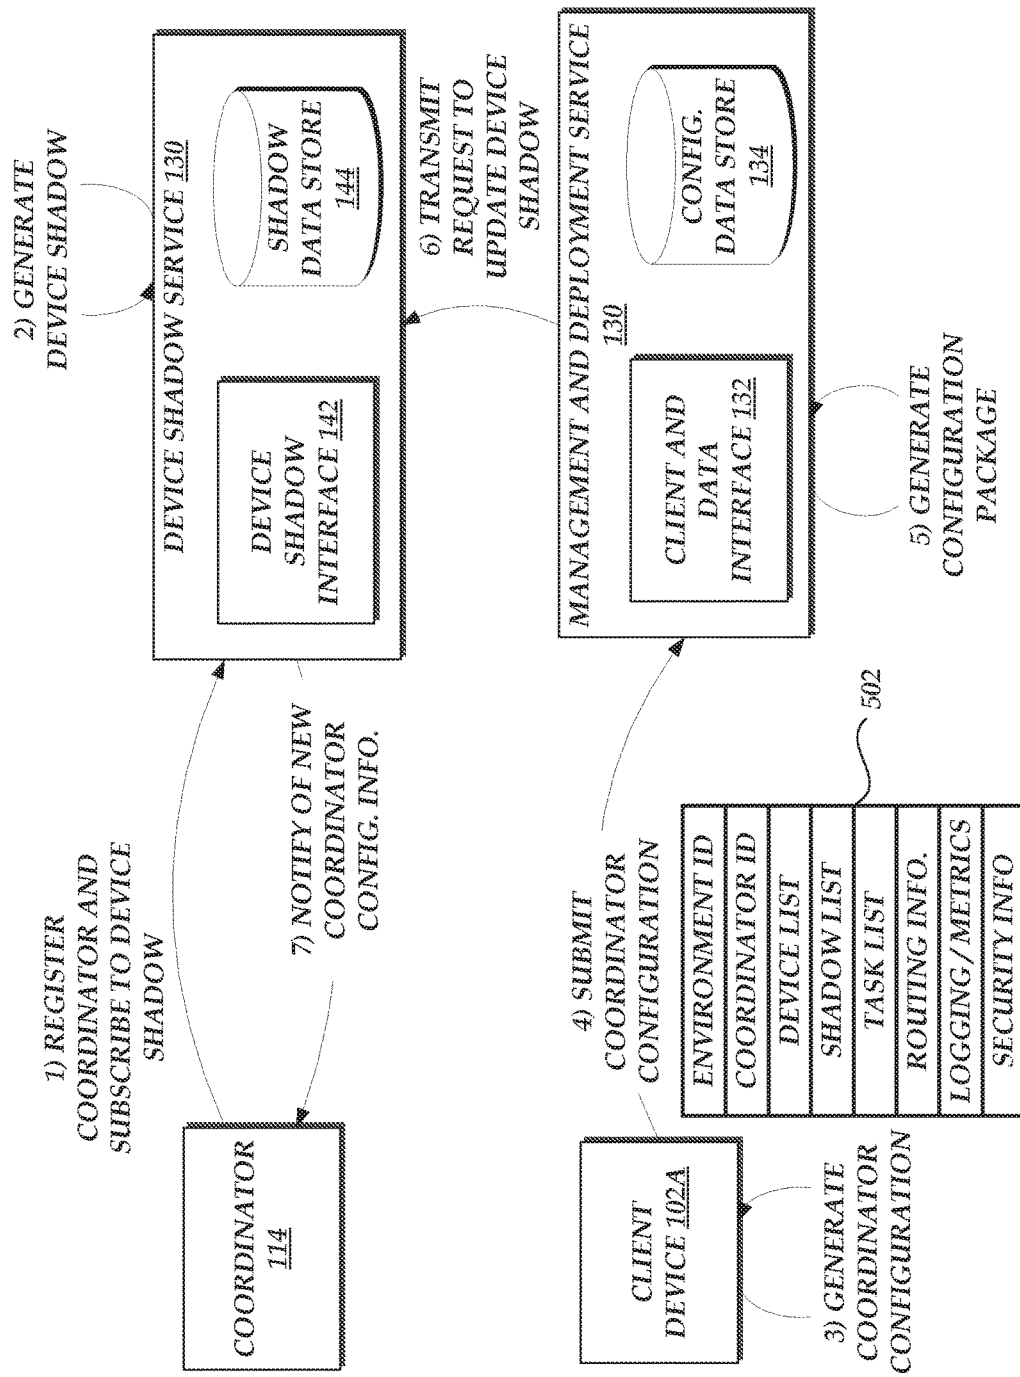 1) REGISTER
COORDINATOR AND
SUBSCRIBE TO DEVICE
SHADOW
2) GENERATE
DEVICE SHADOW
COORDINATOR
114
7) NOTIFY OF NEW
COORDINATOR
CONFIG. INFO.
DEVICE SHADOW SERVICE 130
DEVICE
SHADOW
INTERFACE 142
SHADOW
DATA STORE
144
6) TRANSMIT
REQUEST TO
UPDATE DEVICE
SHADOW
CLIENT
DEVICE 102A
3) GENERATE
COORDINATOR
CONFIGURATION
4) SUBMIT
COORDINATOR
CONFIGURATION
ENVIRONMENT ID
COORDINATOR ID
DEVICE LIST
SHADOW LIST
TASK LIST
ROUTING INFO.
LOGGING/METRICS
SECURITY INFO
502
MANAGEMENT AND DEPLOYMENT SERVICE
130
CLIENT AND
DATA
INTERFACE 132
CONFIG.
DATA STORE
134
5) GENERATE
CONFIGURATION
PACKAGE